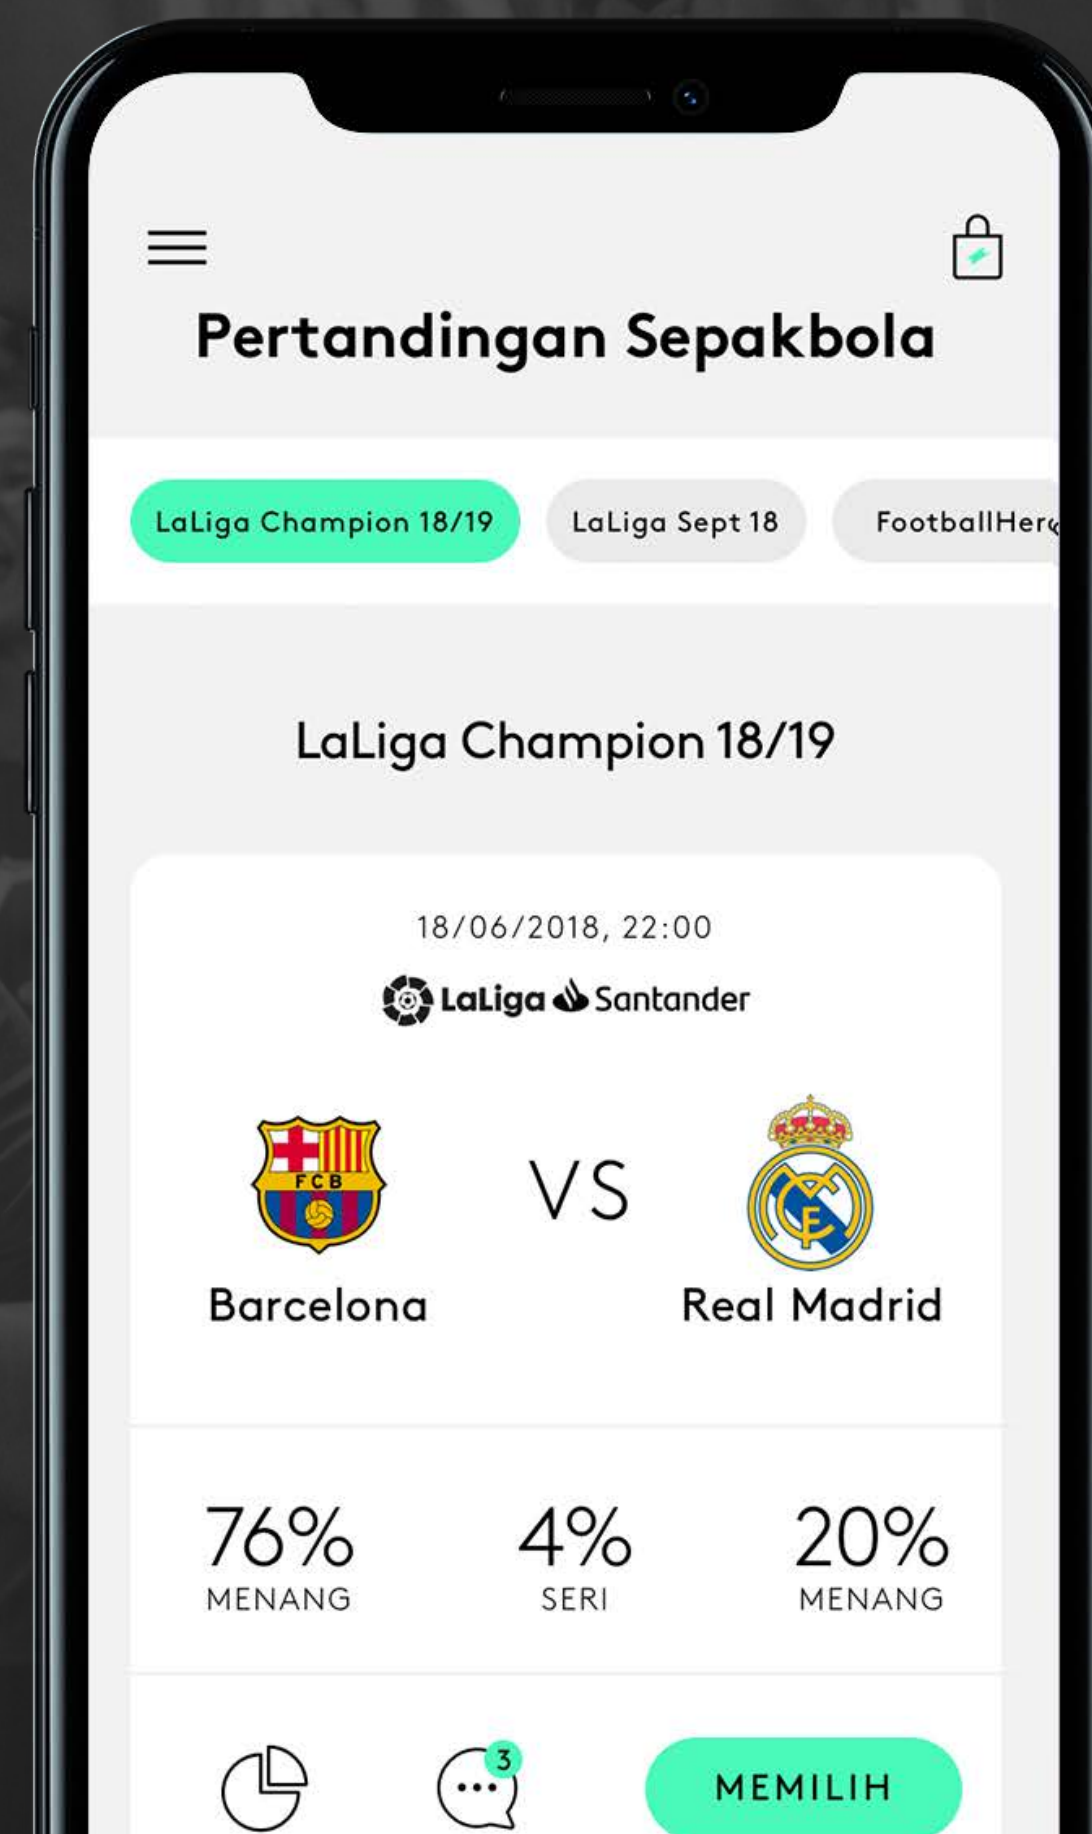 Pertandingan Sepakbola
LaLiga Champion 18/19
LaLiga Sept 18
FootballHero
LaLiga Champion 18/19
18/06/2018, 22:00
LaLiga Santander
FCB
VS
Barcelona
Real Madrid
76%
4%
20%
MENANG
SERI
MENANG
3
MEMILIH